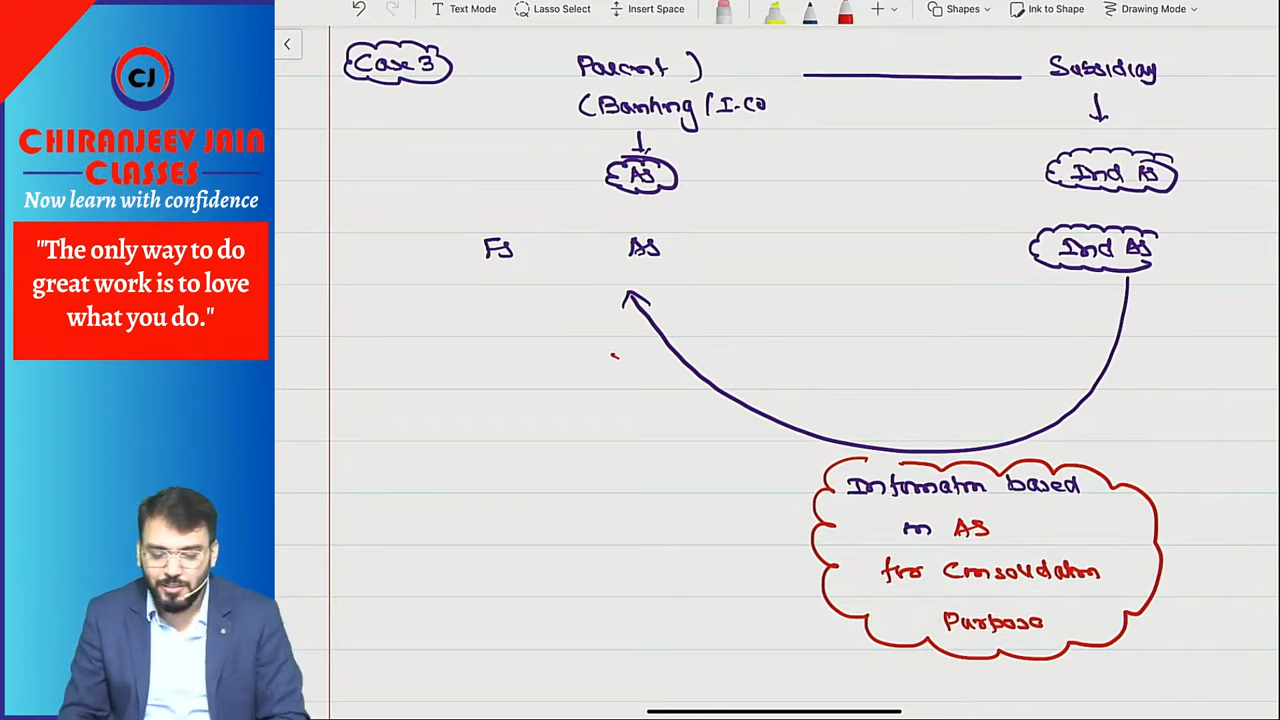 Text Mode Lasso Select Insert Space Shapes Ink to Shape Drawing Mode
CJ
CHIRANJEEV JAIN
CLASSES
Now learn with confidence
"The only way to do
great work is to love
what you do."
Case 3 Parent ) Subsidiary
(Banking / I-Co
AS Ind AS
FS AS Ind AS
Information based
on AS
for Consolidation
Purpose